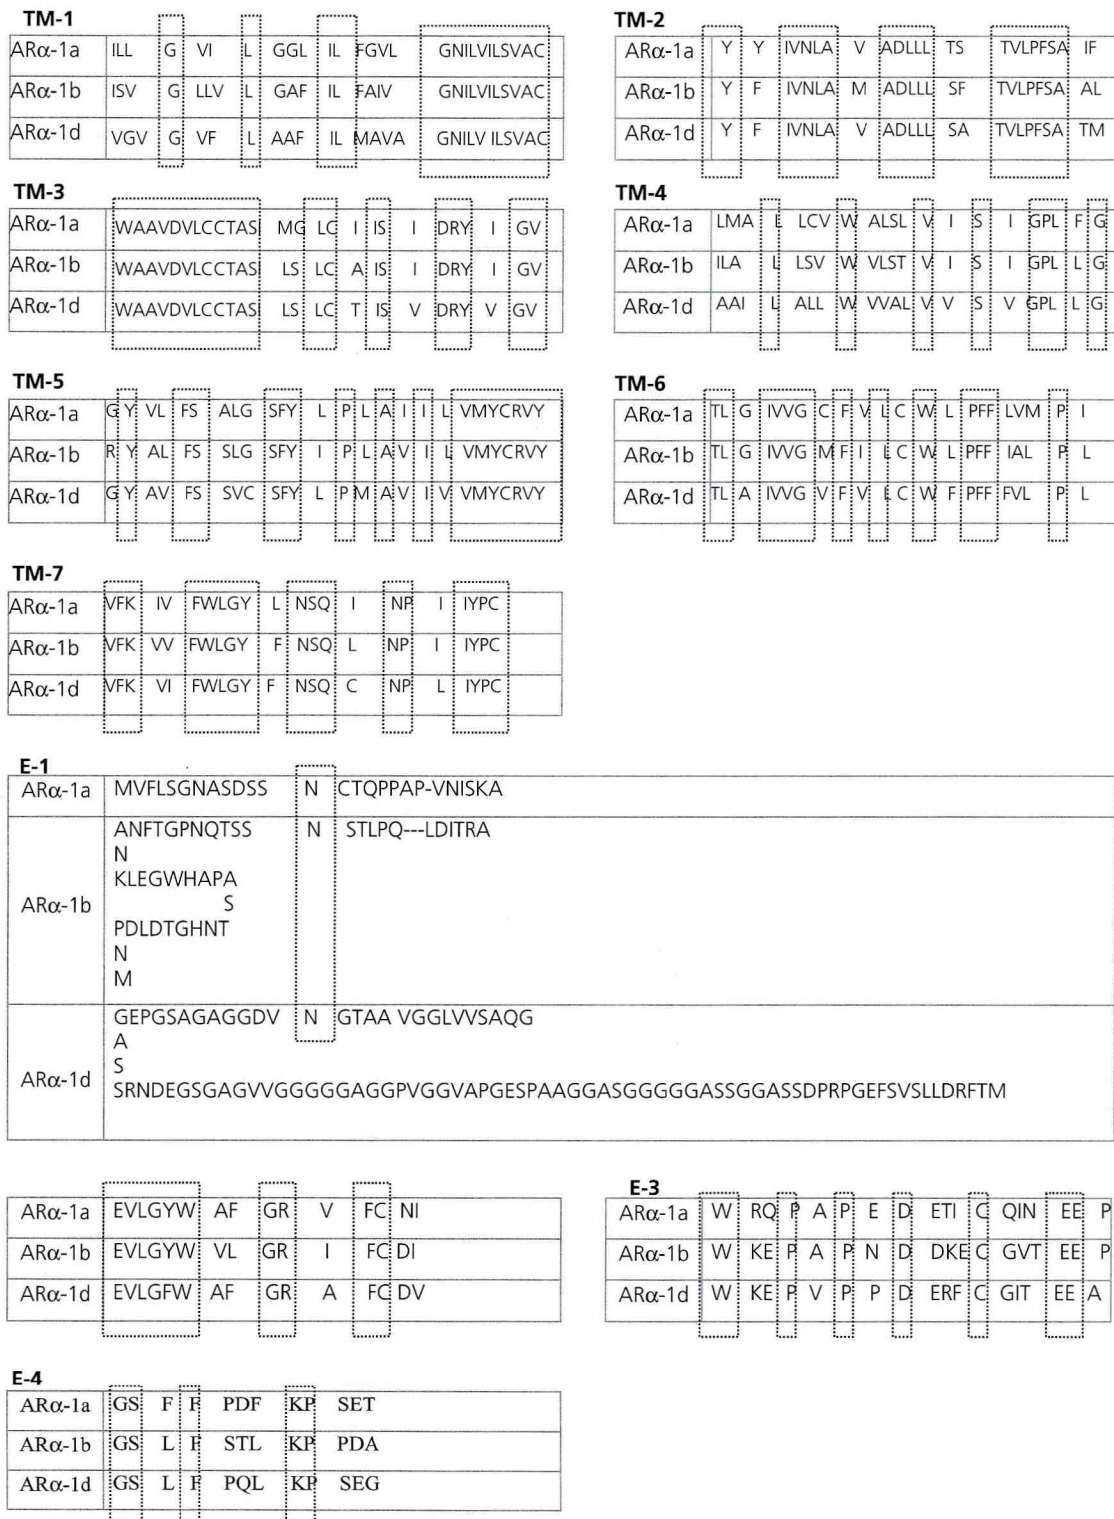 TM-1
ARα-1a ILL G VI L GGL IL FGVL GNILVILSVAC
ARα-1b ISV G LLV L GAF IL FAIV GNILVILSVAC
ARα-1d VGV G VF L AAF IL MAVA GNILV ILSVAC
TM-2
ARα-1a Y Y IVNLA V ADLLL TS TVLPFSA IF
ARα-1b Y F IVNLA M ADLLL SF TVLPFSA AL
ARα-1d Y F IVNLA V ADLLL SA TVLPFSA TM
TM-3
ARα-1a WAAVDVLCCTAS MG LC I IS I DRY I GV
ARα-1b WAAVDVLCCTAS LS LC A IS I DRY I GV
ARα-1d WAAVDVLCCTAS LS LC T IS V DRY V GV
TM-4
ARα-1a LMA L LCV W ALSL V I S I GPL F G
ARα-1b ILA L LSV W VLST V I S I GPL L G
ARα-1d AAI L ALL W VVAL V V S V GPL L G
TM-5
ARα-1a G Y VL FS ALG SFY L P L A I I L VMYCRVY
ARα-1b R Y AL FS SLG SFY I P L A V I L VMYCRVY
ARα-1d G Y AV FS SVC SFY L P M A V I V VMYCRVY
TM-6
ARα-1a TL G IVVG C F V L C W L PFF LVM P I
ARα-1b TL G IVVG M F I L C W L PFF IAL P L
ARα-1d TL A IVVG V F V L C W F PFF FVL P L
TM-7
ARα-1a VFK IV FWLGY L NSQ I NP I IYPC
ARα-1b VFK VV FWLGY F NSQ L NP I IYPC
ARα-1d VFK VI FWLGY F NSQ C NP L IYPC
E-1
ARα-1a MVFLSGNASDSS N CTQPPAP-VNISKA
ARα-1b ANFTGPNQTSS N STLPQ---LDITRA
N
KLEGWHAPA
S
PDLDTGHNT
N
M
ARα-1d GEPGSAGAGGDV N GTAA VGGLVVSAQG
A
S
SRNDEGSGAGVVGGGGGAGGPVGGVAPGESPAAGGASGGGGGASSGGASSDPRPGEFSVSLLDRFTM
ARα-1a EVLGYW AF GR V FC NI
ARα-1b EVLGYW VL GR I FC DI
ARα-1d EVLGFW AF GR A FC DV
E-3
ARα-1a W RQ P A P E D ETI C QIN EE P
ARα-1b W KE P A P N D DKE C GVT EE P
ARα-1d W KE P V P P D ERF C GIT EE A
E-4
ARα-1a GS F F PDF KP SET
ARα-1b GS L F STL KP PDA
ARα-1d GS L F PQL KP SEG